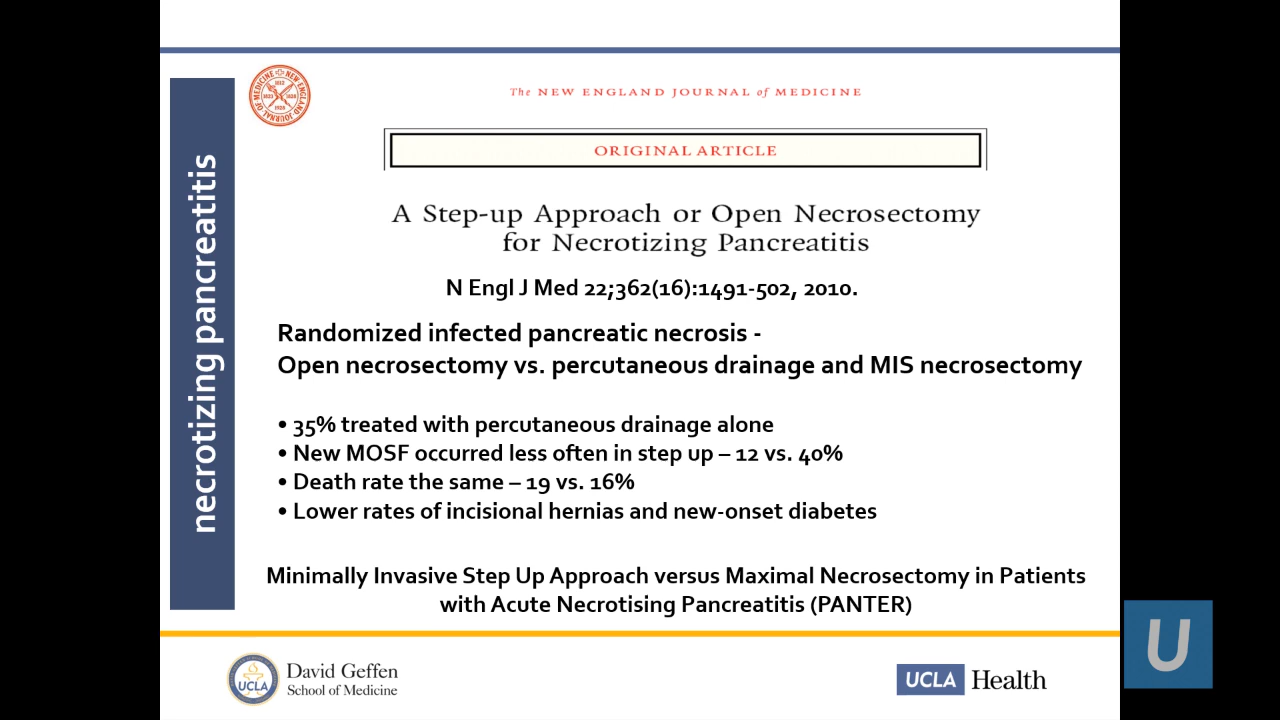 necrotizing pancreatitis
The NEW ENGLAND JOURNAL of MEDICINE
ORIGINAL ARTICLE
A Step-up Approach or Open Necrosectomy
for Necrotizing Pancreatitis
N Engl J Med 22;362(16):1491-502, 2010.
Randomized infected pancreatic necrosis -
Open necrosectomy vs. percutaneous drainage and MIS necrosectomy
• 35% treated with percutaneous drainage alone
• New MOSF occurred less often in step up – 12 vs. 40%
• Death rate the same – 19 vs. 16%
• Lower rates of incisional hernias and new-onset diabetes
Minimally Invasive Step Up Approach versus Maximal Necrosectomy in Patients
with Acute Necrotising Pancreatitis (PANTER)
UCLA
David Geffen
School of Medicine
UCLA Health
U